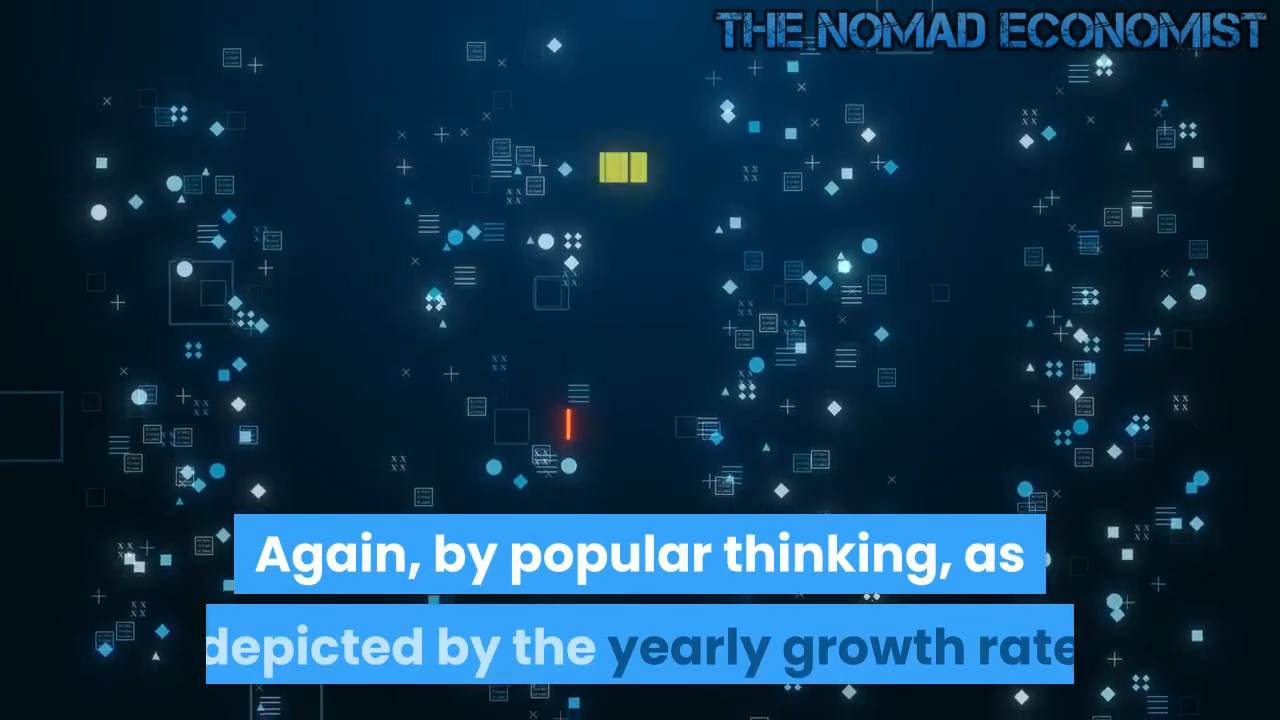 THE NOMAD ECONOMIST
Again, by popular thinking, as
depicted by the yearly growth rate